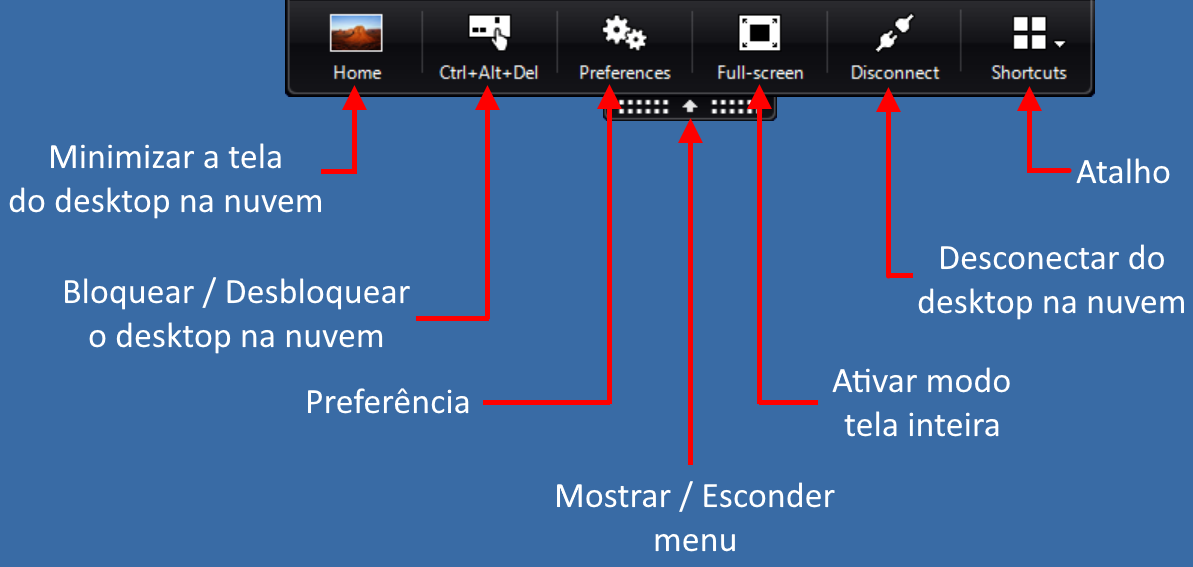 Home
Ctrl+Alt+Del
Preferences
Full-screen
Disconnect
Shortcuts
Minimizar a tela
do desktop na nuvem
Atalho
Bloquear / Desbloquear
o desktop na nuvem
Desconectar do
desktop na nuvem
Preferência
Ativar modo
tela inteira
Mostrar / Esconder
menu